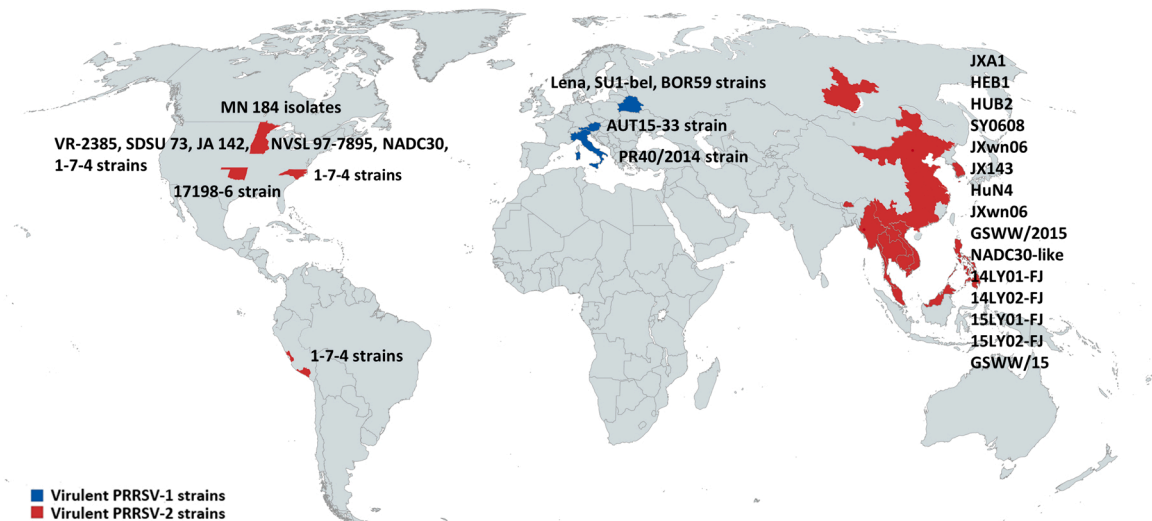 MN 184 isolates
VR-2385, SDSU 73, JA 142, NVSL 97-7895, NADC30,
1-7-4 strains
1-7-4 strains
17198-6 strain
1-7-4 strains
Lena, SU1-bel, BOR59 strains
AUT15-33 strain
PR40/2014 strain
JXA1
HEB1
HUB2
SY0608
JXwn06
JX143
HuN4
JXwn06
GSWW/2015
NADC30-like
14LY01-FJ
14LY02-FJ
15LY01-FJ
15LY02-FJ
GSWW/15
Virulent PRRSV-1 strains
Virulent PRRSV-2 strains